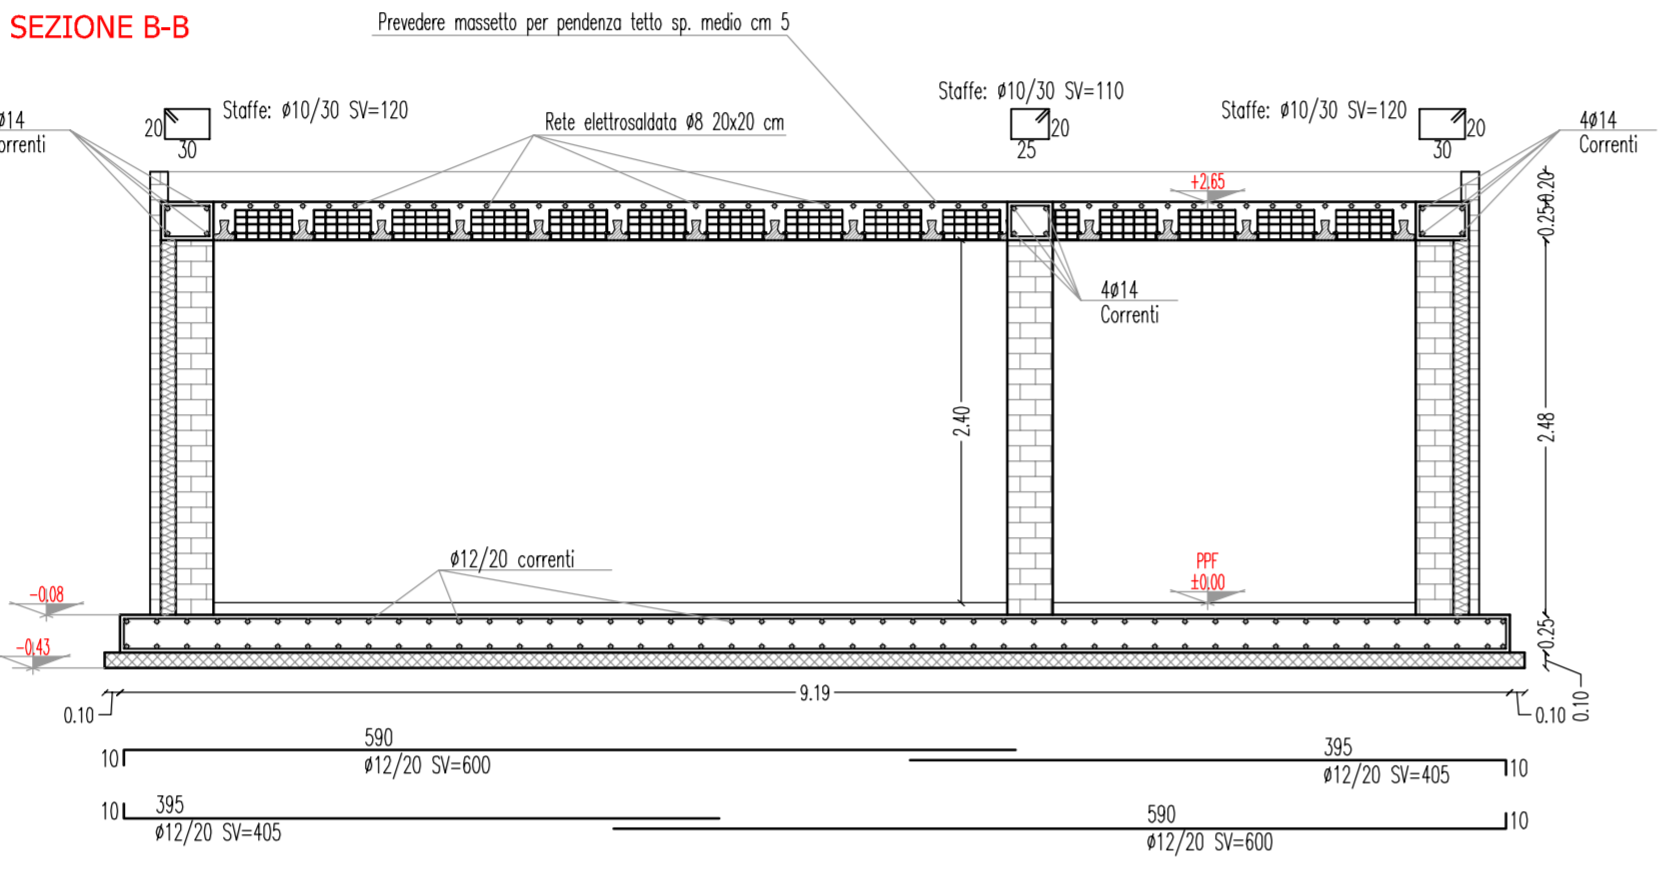 SEZIONE B-B
Prevedere massetto per pendenza tetto sp. medio cm 5
Staffe: ø10/30 SV=120
20
30
Rete elettrosaldata ø8 20x20 cm
Staffe: ø10/30 SV=110
20
25
Staffe: ø10/30 SV=120
20
30
ø14
orrenti
4ø14
Correnti
+2.65
0.20
0.25
4ø14
Correnti
2.40
2.48
ø12/20 correnti
PPF
±0.00
-0.08
-0.43
0.25
0.10
9.19
0.10
0.10
590
10
ø12/20 SV=600
395
10
ø12/20 SV=405
395
10
ø12/20 SV=405
590
10
ø12/20 SV=600